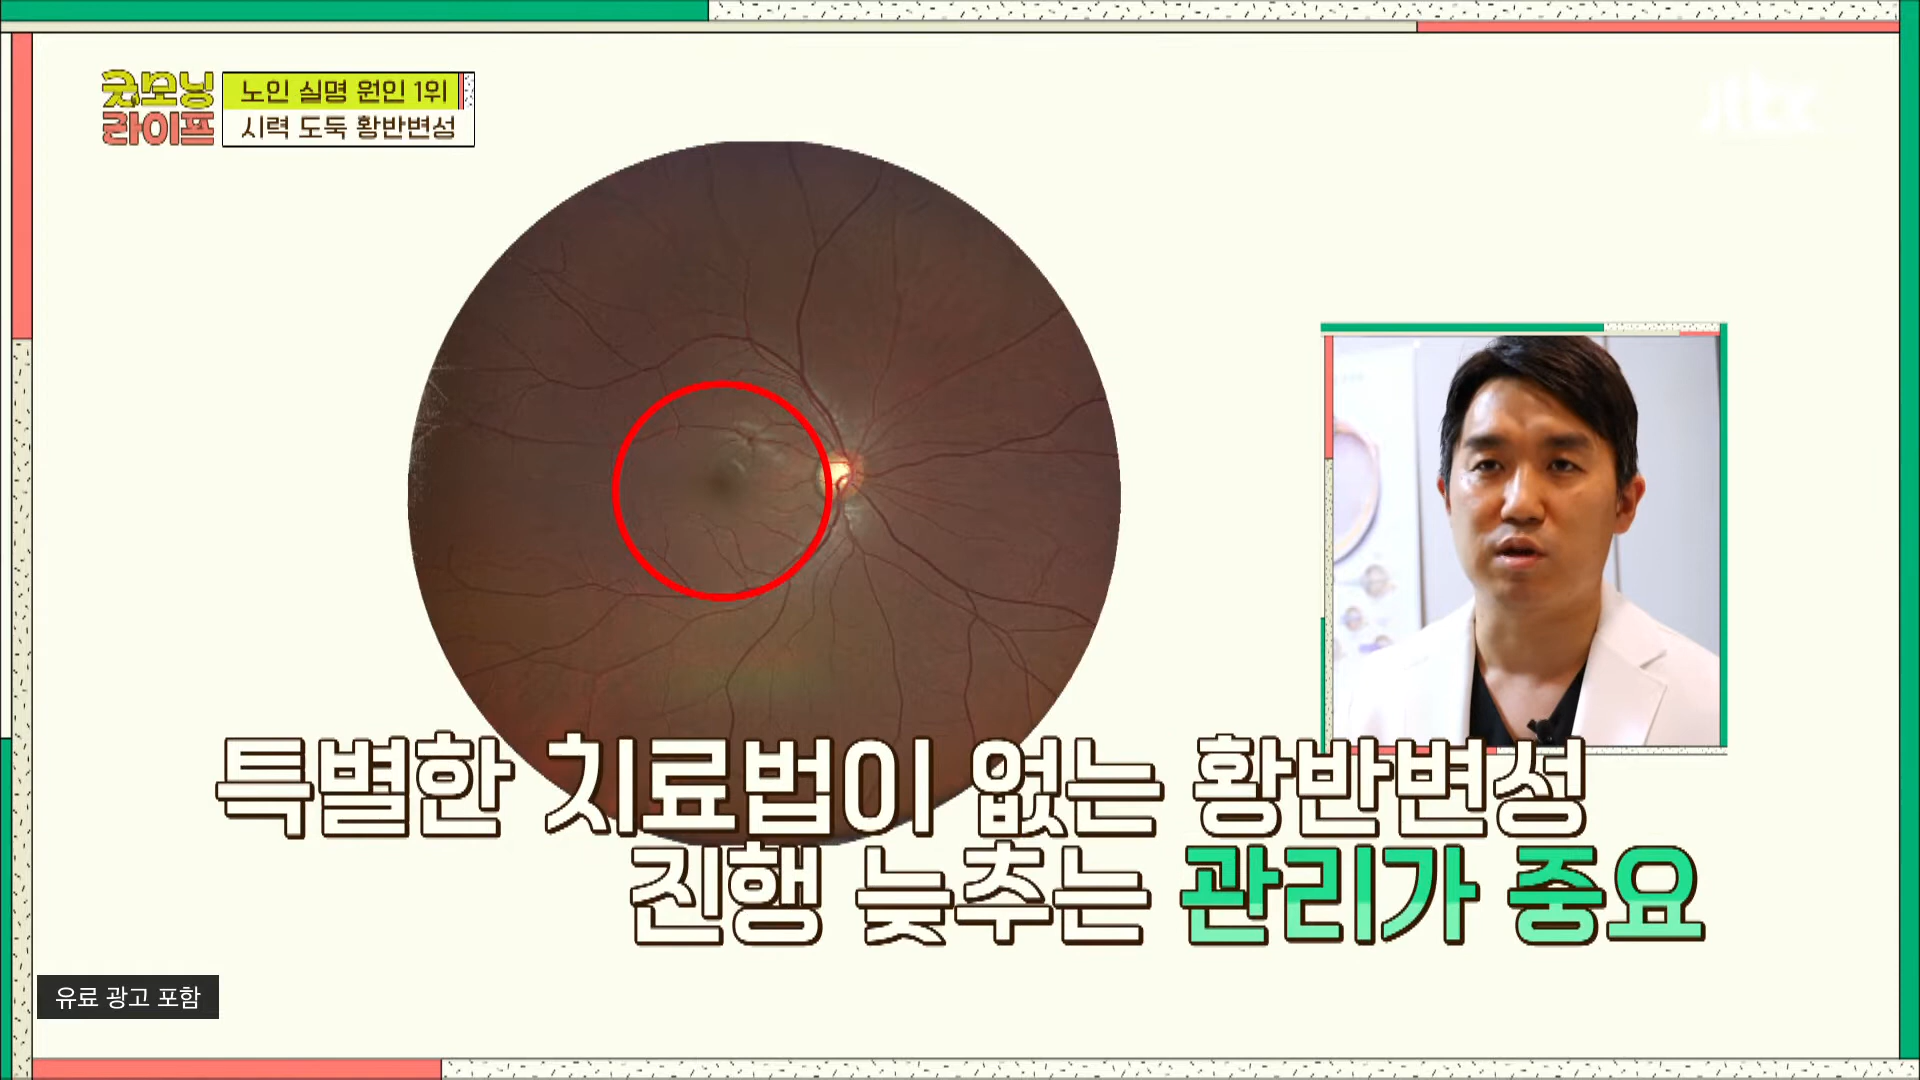 굿모닝
라이프
노인 실명 원인 1위
시력 도둑 황반변성
특별한 치료법이 없는 황반변성
진행 늦추는 관리가 중요
유료 광고 포함